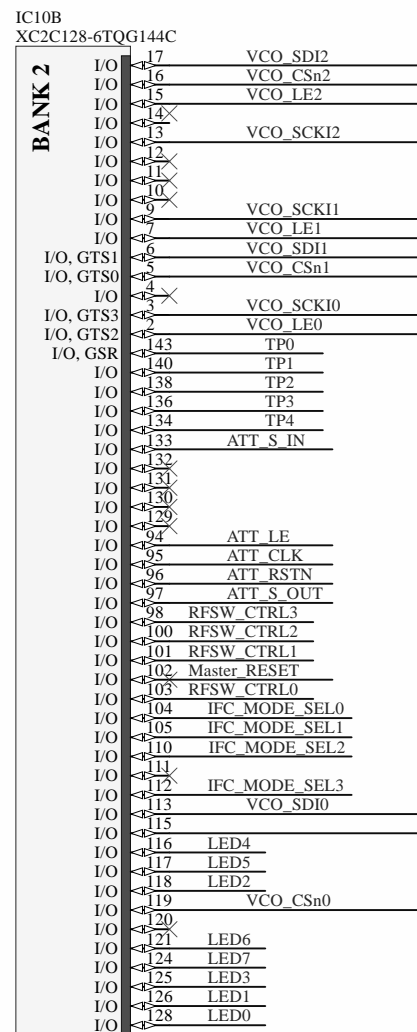 IC10B
XC2C128-6TQG144C
BANK 2
I/O 17 VCO_SDI2
I/O 16 VCO_CSn2
I/O 15 VCO_LE2
I/O 14
I/O 13 VCO_SCKI2
I/O 12
I/O 11
I/O 10
I/O 9 VCO_SCKI1
I/O 7 VCO_LE1
I/O, GTS1 6 VCO_SDI1
I/O, GTS0 5 VCO_CSn1
I/O 4
I/O, GTS3 3 VCO_SCKI0
I/O, GTS2 2 VCO_LE0
I/O, GSR 143 TP0
I/O 140 TP1
I/O 138 TP2
I/O 136 TP3
I/O 134 TP4
I/O 133 ATT_S_IN
I/O 132
I/O 131
I/O 130
I/O 129
I/O 94 ATT_LE
I/O 95 ATT_CLK
I/O 96 ATT_RSTN
I/O 97 ATT_S_OUT
I/O 98 RFSW_CTRL3
I/O 100 RFSW_CTRL2
I/O 101 RFSW_CTRL1
I/O 102 Master_RESET
I/O 103 RFSW_CTRL0
I/O 104 IFC_MODE_SEL0
I/O 105 IFC_MODE_SEL1
I/O 110 IFC_MODE_SEL2
I/O 111
I/O 112 IFC_MODE_SEL3
I/O 113 VCO_SDI0
I/O 115
I/O 116 LED4
I/O 117 LED5
I/O 118 LED2
I/O 119 VCO_CSn0
I/O 120
I/O 121 LED6
I/O 124 LED7
I/O 125 LED3
I/O 126 LED1
I/O 128 LED0